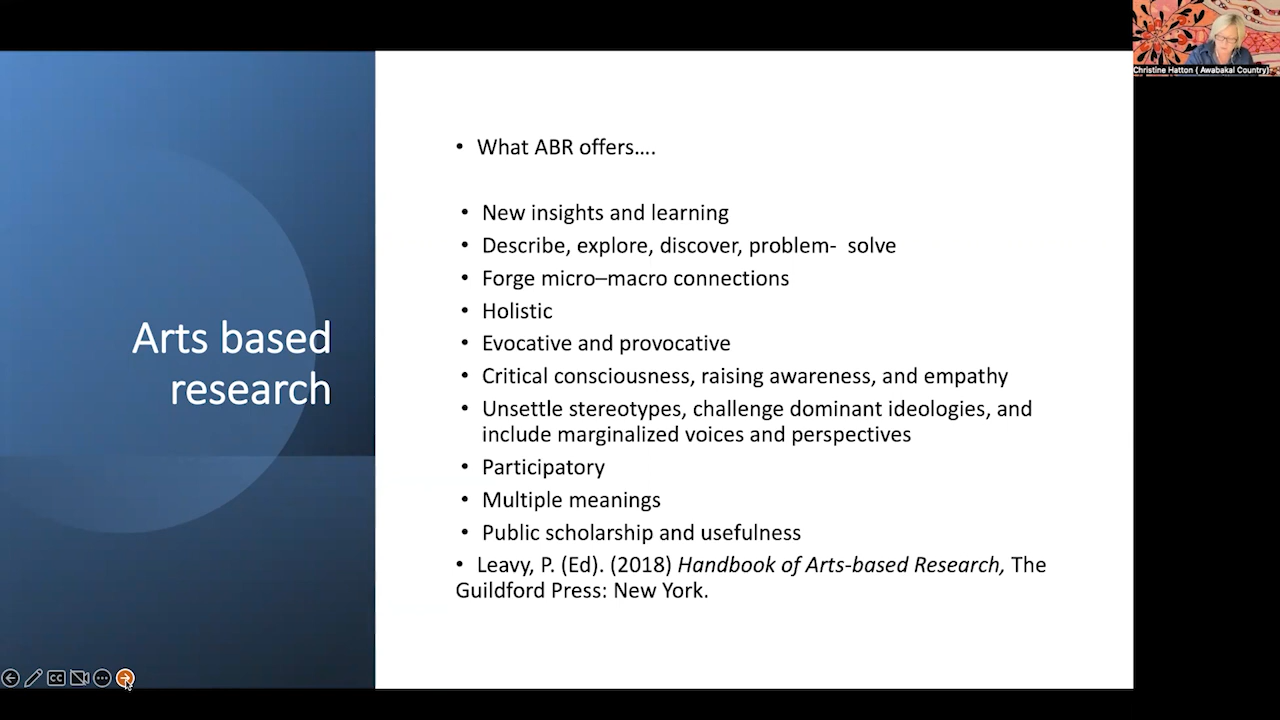 Christine Hatton ( Awabakal Country)
Arts based
research
• What ABR offers....
• New insights and learning
• Describe, explore, discover, problem-  solve
• Forge micro–macro connections
• Holistic
• Evocative and provocative
• Critical consciousness, raising awareness, and empathy
• Unsettle stereotypes, challenge dominant ideologies, and
include marginalized voices and perspectives
• Participatory
• Multiple meanings
• Public scholarship and usefulness
• Leavy, P. (Ed). (2018) Handbook of Arts-based Research, The
Guildford Press: New York.
CC